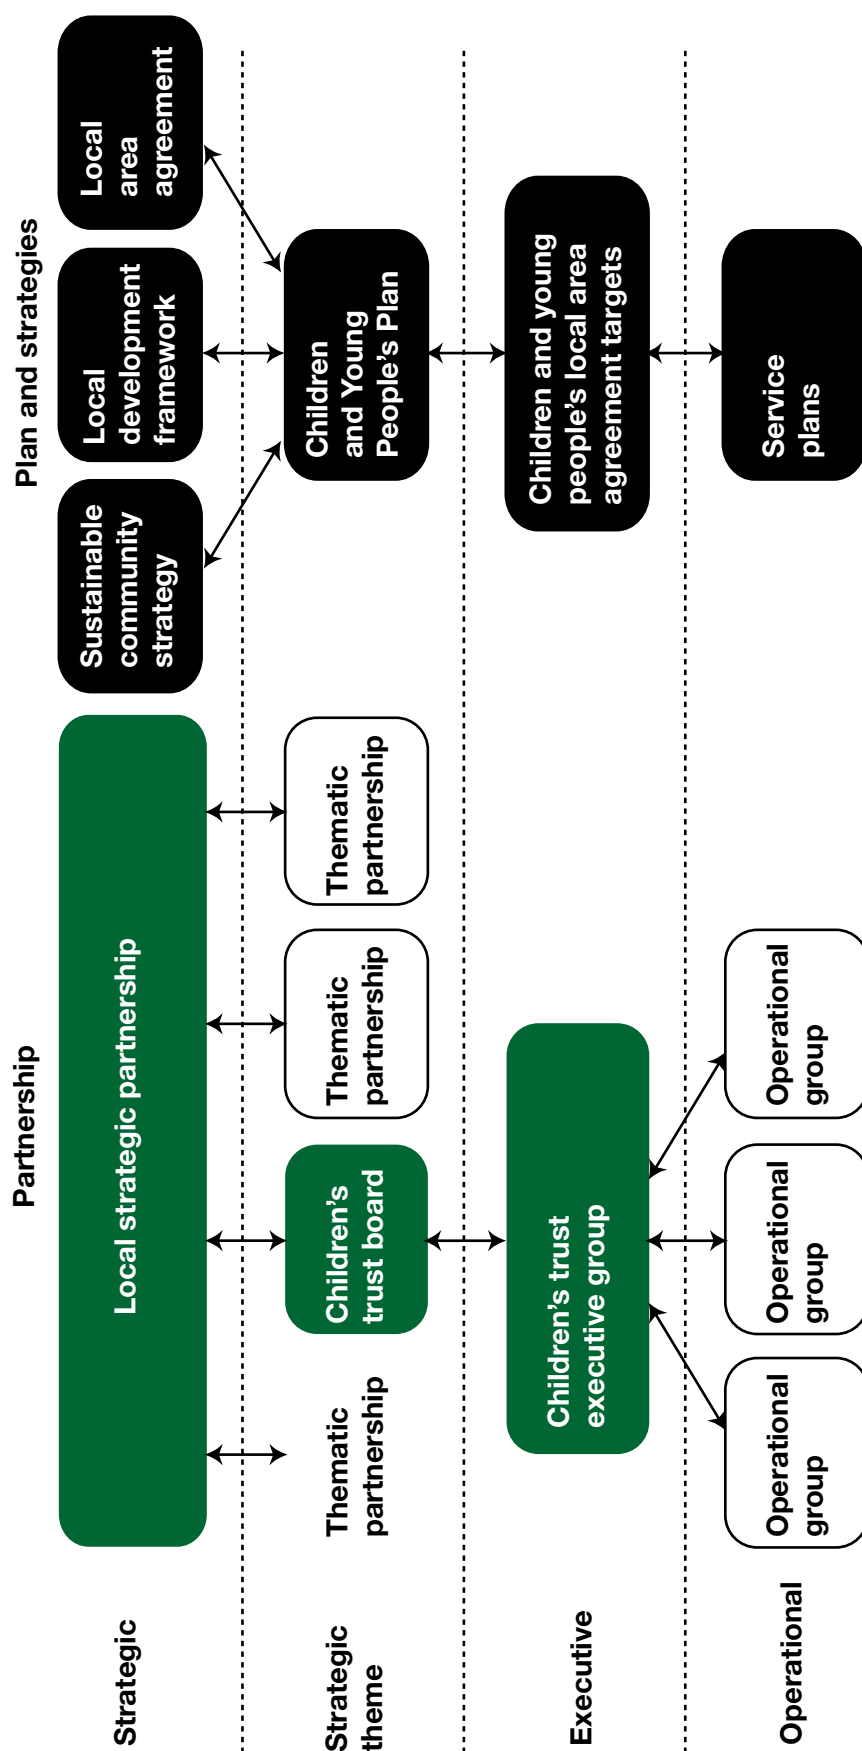 Partnership
Plan and strategies
Strategic
Local strategic partnership
Sustainable
community
strategy
Local
development
framework
Local
area
agreement
Strategic
theme
Thematic
partnership
Children’s
trust board
Thematic
partnership
Thematic
partnership
Children
and Young
People’s Plan
Executive
Children’s trust
executive group
Children and young
people’s local area
agreement targets
Operational
Operational
group
Operational
group
Operational
group
Service
plans